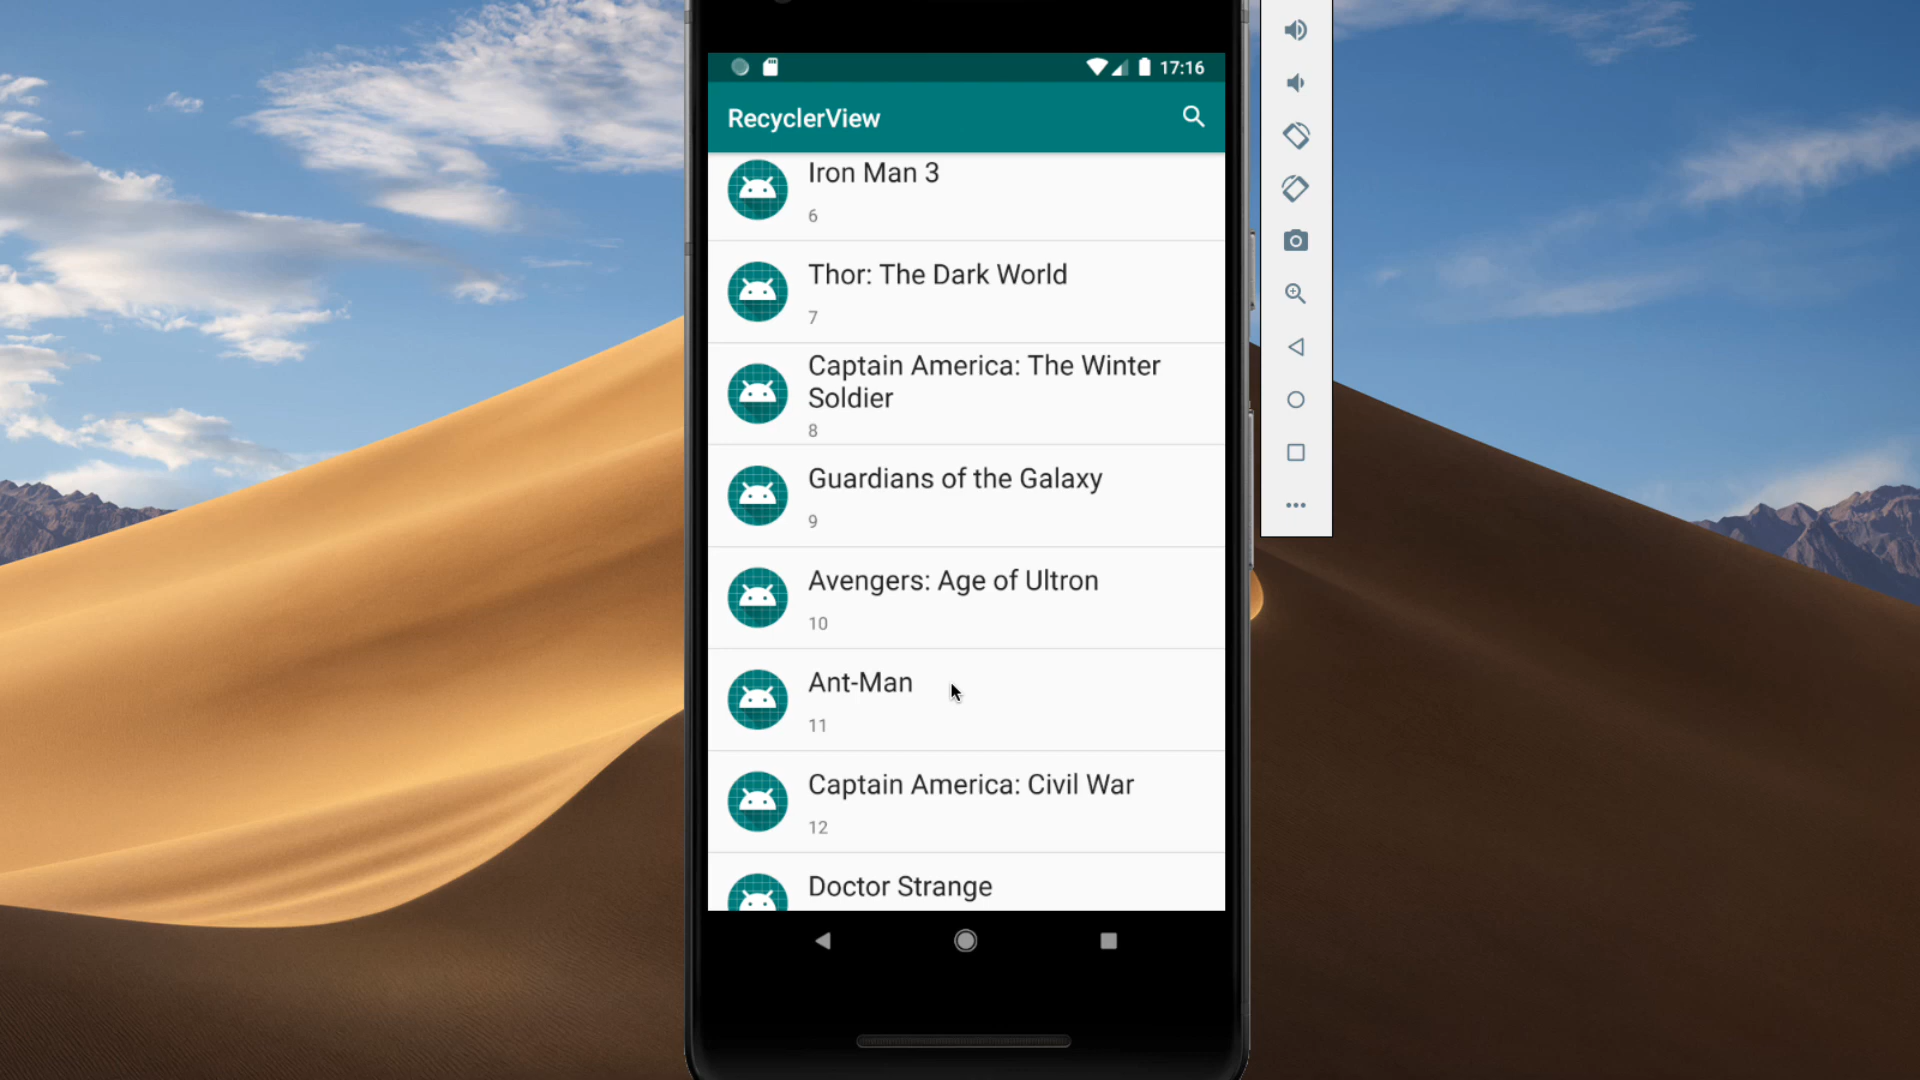 17:16
RecyclerView
Iron Man 3
6
Thor: The Dark World
7
Captain America: The Winter
Soldier
8
Guardians of the Galaxy
9
Avengers: Age of Ultron
10
Ant-Man
11
Captain America: Civil War
12
Doctor Strange